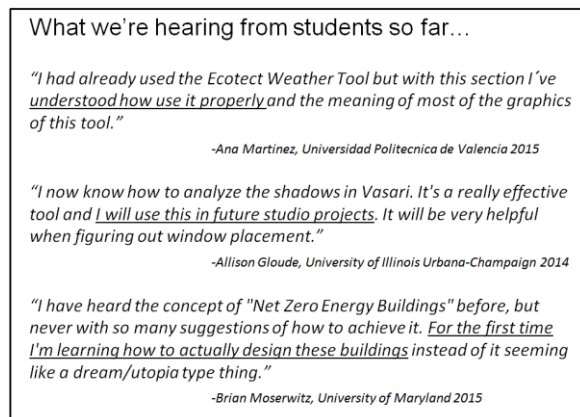 What we're hearing from students so far...
“I had already used the Ecotect Weather Tool but with this section I´ve
understood how use it properly and the meaning of most of the graphics
of this tool.”
-Ana Martinez, Universidad Politecnica de Valencia 2015
“I now know how to analyze the shadows in Vasari. It's a really effective
tool and I will use this in future studio projects. It will be very helpful
when figuring out window placement.”
-Allison Gloude, University of Illinois Urbana-Champaign 2014
“I have heard the concept of "Net Zero Energy Buildings" before, but
never with so many suggestions of how to achieve it. For the first time
I'm learning how to actually design these buildings instead of it seeming
like a dream/utopia type thing.”
-Brian Moserwitz, University of Maryland 2015